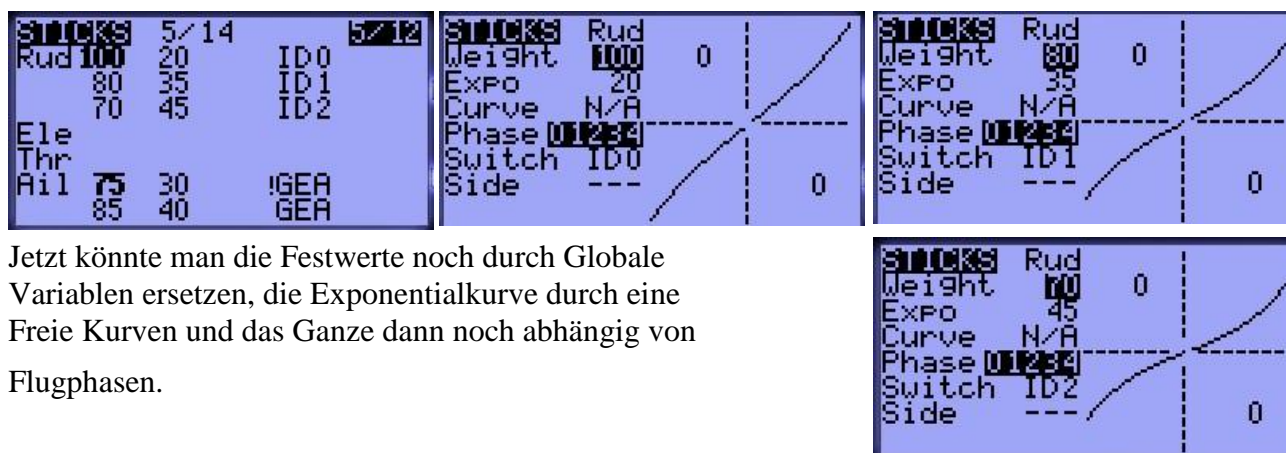 STICKS 5/14 5/12
Rud 100 20 ID0
80 35 ID1
70 45 ID2
Ele
Thr
Ail 75 30 !GEA
85 40 GEA
STICKS Rud
Weight 100 0
Expo 20
Curve N/A
Phase 01234
Switch ID0
Side --- 0
STICKS Rud
Weight 80 0
Expo 35
Curve N/A
Phase 01234
Switch ID1
Side --- 0
Jetzt könnte man die Festwerte noch durch Globale
Variablen ersetzen, die Exponentialkurve durch eine
Freie Kurven und das Ganze dann noch abhängig von
Flugphasen.
STICKS Rud
Weight 70 0
Expo 45
Curve N/A
Phase 01234
Switch ID2
Side --- 0